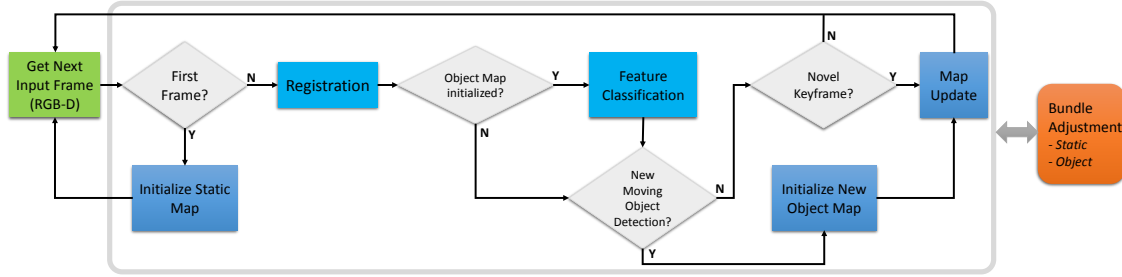 Get Next
Input Frame
(RGB-D)
First
Frame?
N
Y
Initialize Static
Map
Registration
Object Map
initialized?
Y
N
Feature
Classification
New
Moving
Object
Detection?
N
Y
Novel
Keyframe?
N
Y
Initialize New
Object Map
Map
Update
Bundle
Adjustment
- Static
- Object